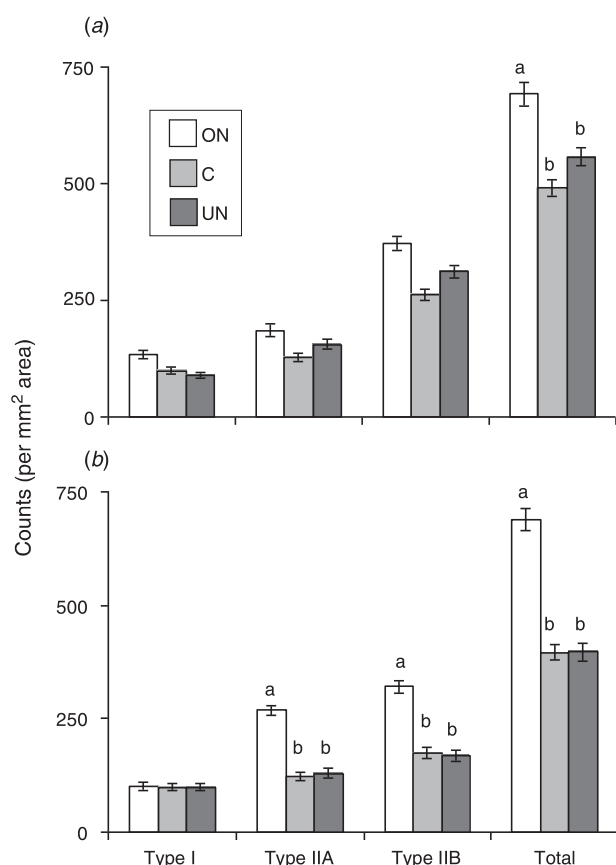 (a)
750
500
250
0
ON
C
UN
a
b
b
Counts (per mm² area)
(b)
750
500
250
0
a
b
b
a
b
b
a
b
b
Type I
Type IIA
Type IIB
Total